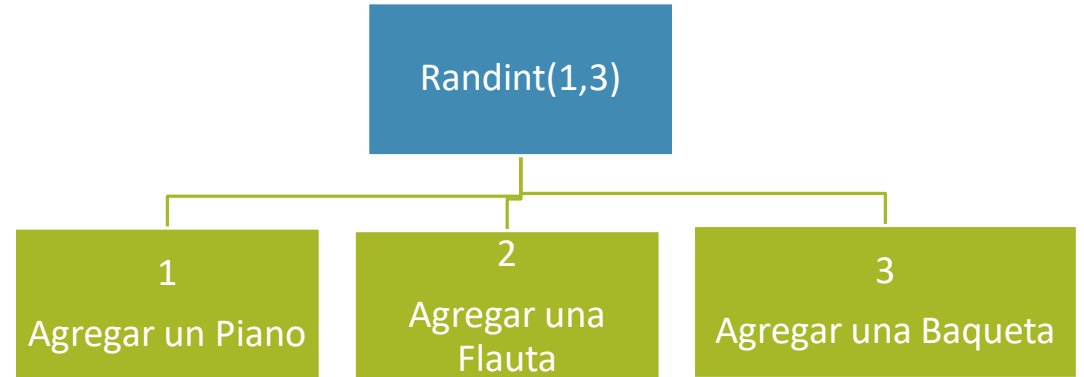 Randint(1,3)
1
Agregar un Piano
2
Agregar una
Flauta
3
Agregar una Baqueta